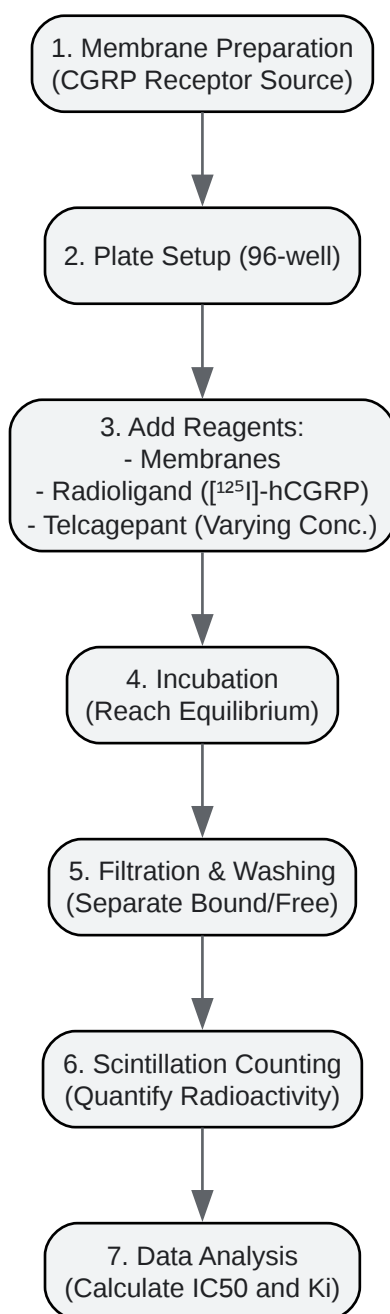 1. Membrane Preparation
(CGRP Receptor Source)
2. Plate Setup (96-well)
3. Add Reagents:
- Membranes
- Radioligand ([¹²⁵I]-hCGRP)
- Telcagepant (Varying Conc.)
4. Incubation
(Reach Equilibrium)
5. Filtration & Washing
(Separate Bound/Free)
6. Scintillation Counting
(Quantify Radioactivity)
7. Data Analysis
(Calculate IC50 and Ki)